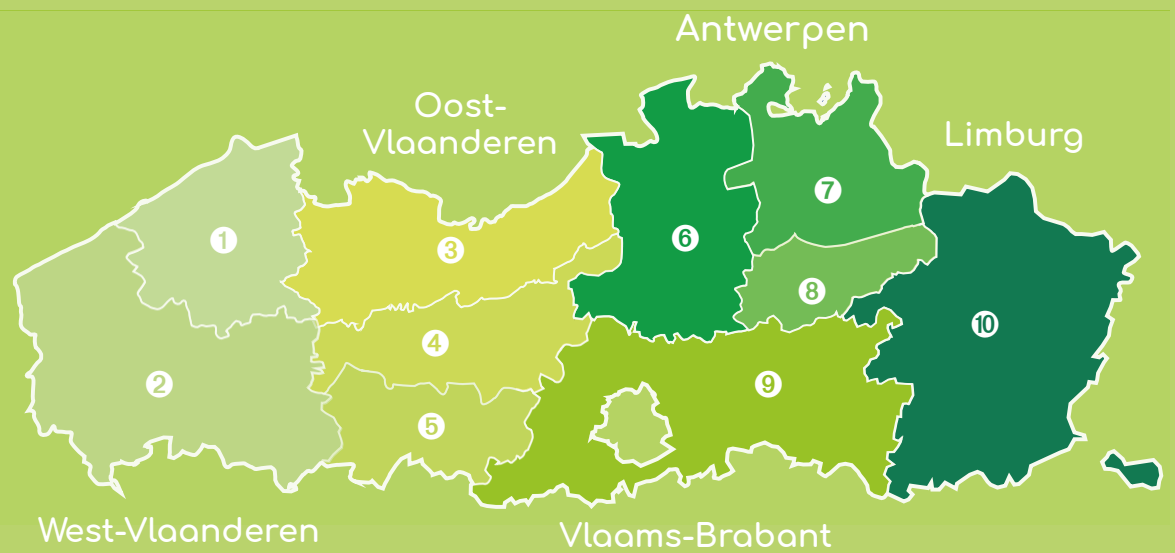 Antwerpen
Oost-
Vlaanderen
Limburg
1
2
3
4
5
6
7
8
9
10
West-Vlaanderen
Vlaams-Brabant